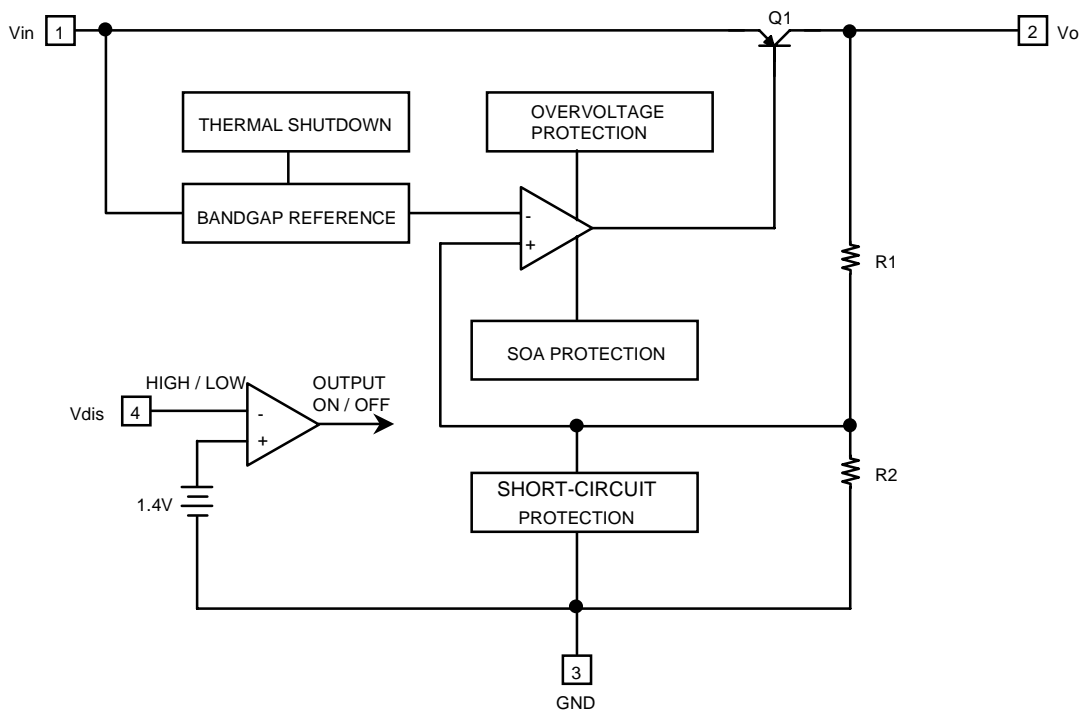 Q1
Vin 1
2 Vo
THERMAL SHUTDOWN
OVERVOLTAGE
PROTECTION
BANDGAP REFERENCE
-
+
R1
SOA PROTECTION
HIGH / LOW
OUTPUT
ON / OFF
Vdis 4
-
+
1.4V
SHORT-CIRCUIT
PROTECTION
R2
3
GND